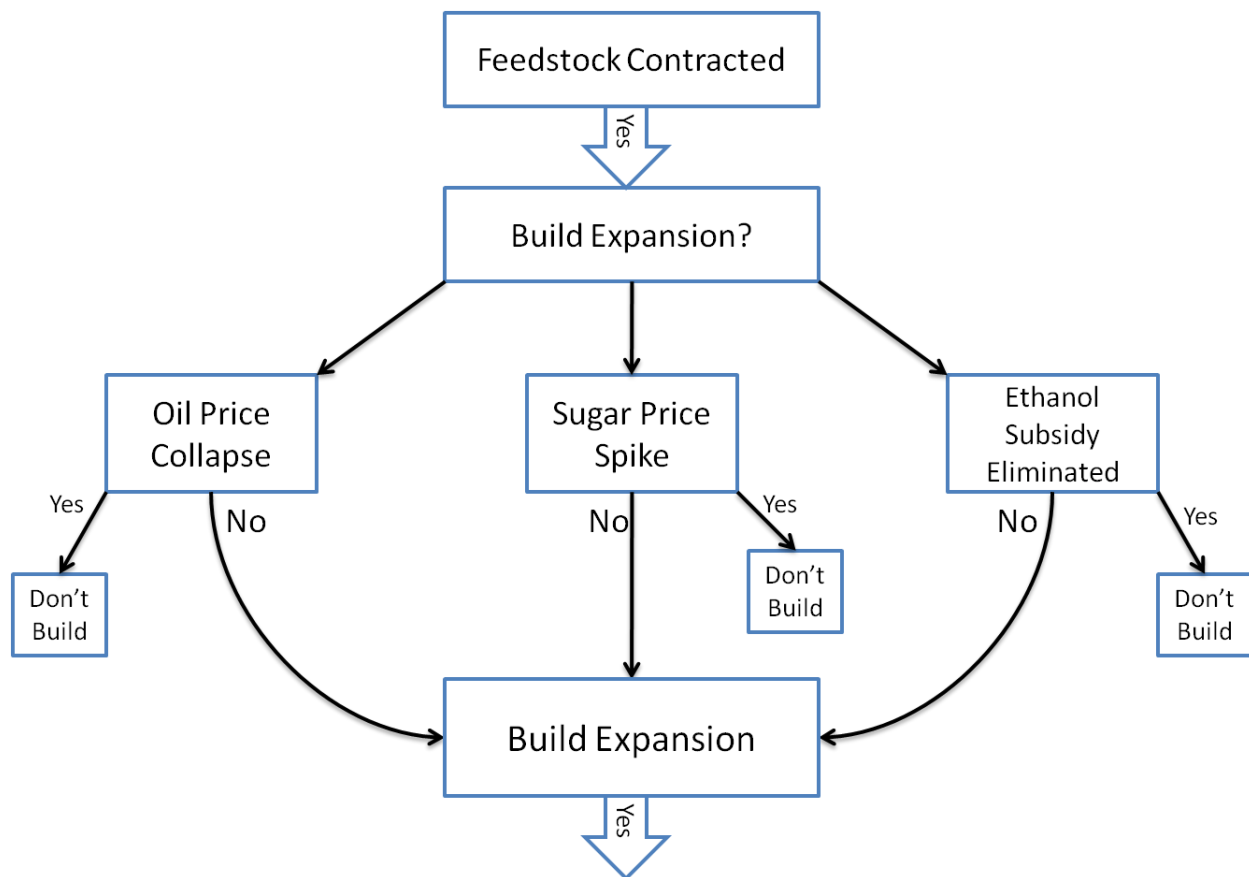 Feedstock Contracted
Yes
Build Expansion?
Oil Price
Collapse
Sugar Price
Spike
Ethanol
Subsidy
Eliminated
Yes
No
No
Yes
No
Yes
Don’t
Build
Don’t
Build
Don’t
Build
Build Expansion
Yes